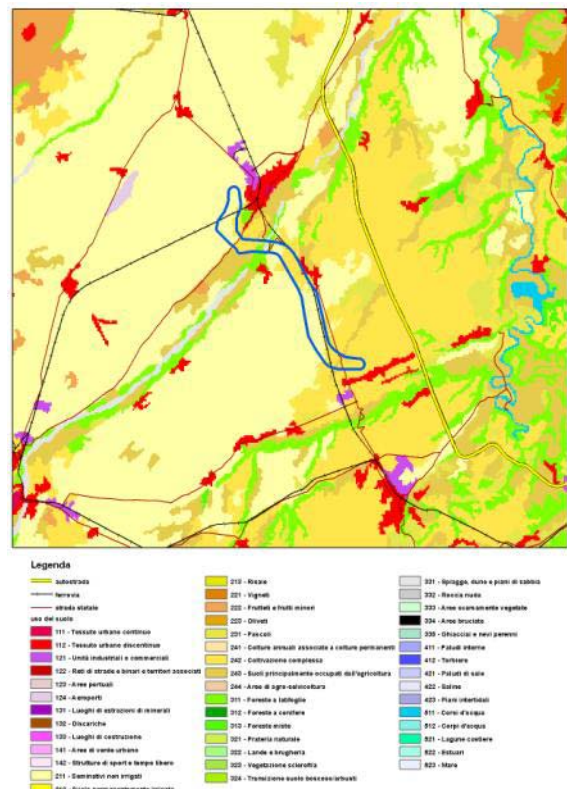 Legenda
autostrada
ferrovia
strada statale
uso del suolo
111 - Tessuto urbano continuo
112 - Tessuto urbano discontinuo
121 - Unità industriali e commerciali
122 - Reti di strade e binari e territori associati
123 - Aree portuali
124 - Aeroporti
131 - Luoghi di estrazioni di minerali
132 - Discariche
133 - Luoghi di costruzione
141 - Aree di verde urbano
142 - Strutture di sport e tempo libero
211 - Seminativi non irrigati
213 - Risaie
221 - Vigneti
222 - Frutteti e frutti minori
223 - Oliveti
231 - Pascoli
241 - Colture annuali associate a colture permanenti
242 - Coltivazione complessa
243 - Suoli principalmente occupati dall'agricoltura
244 - Aree di agro-selvicoltura
311 - Foreste a latifoglie
312 - Foreste a conifere
313 - Foreste miste
321 - Prateria naturale
322 - Lande e brugheria
323 - Vegetazione sclerofita
324 - Transizione suolo boscoso/arbusti
331 - Spiagge, dune e piani di sabbia
332 - Roccia nuda
333 - Aree scarsamente vegetate
334 - Aree bruciate
335 - Ghiacciai e nevi perenni
411 - Paludi interne
412 - Torbiere
421 - Paludi di sale
422 - Saline
423 - Piani intertidali
511 - Corsi d'acqua
512 - Corpi d'acqua
521 - Lagune costiere
522 - Estuari
523 - Mare